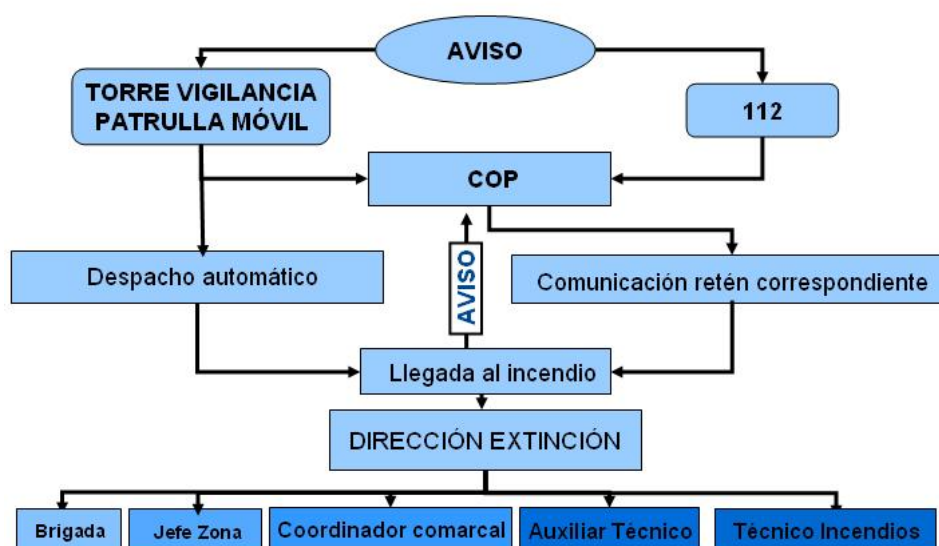 AVISO
TORRE VIGILANCIA
PATRULLA MÓVIL
112
COP
Despacho automático
AVISO
Comunicación retén correspondiente
Llegada al incendio
DIRECCIÓN EXTINCIÓN
Brigada
Jefe Zona
Coordinador comarcal
Auxiliar Técnico
Técnico Incendios